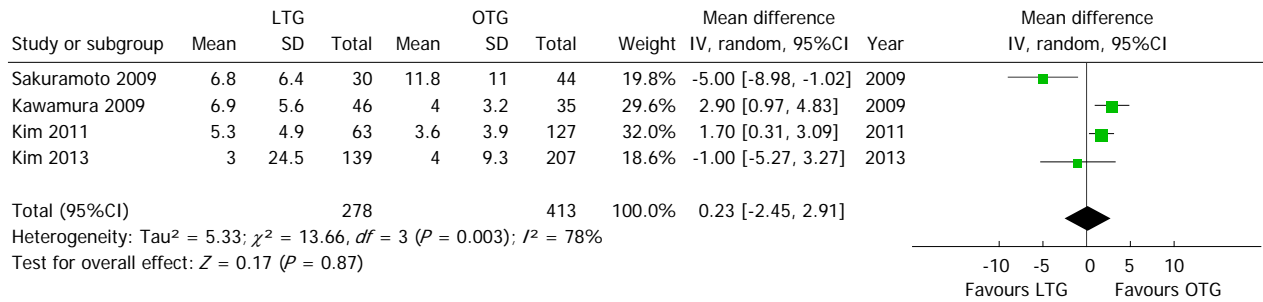 LTG OTG Mean difference Mean difference
Study or subgroup Mean SD Total Mean SD Total Weight IV, random, 95%CI Year IV, random, 95%CI
Sakuramoto 2009 6.8 6.4 30 11.8 11 44 19.8% -5.00 [-8.98, -1.02] 2009
Kawamura 2009 6.9 5.6 46 4 3.2 35 29.6% 2.90 [0.97, 4.83] 2009
Kim 2011 5.3 4.9 63 3.6 3.9 127 32.0% 1.70 [0.31, 3.09] 2011
Kim 2013 3 24.5 139 4 9.3 207 18.6% -1.00 [-5.27, 3.27] 2013
Total (95%CI) 278 413 100.0% 0.23 [-2.45, 2.91]
Heterogeneity: Tau² = 5.33; χ² = 13.66, df = 3 (P = 0.003); I² = 78%
Test for overall effect: Z = 0.17 (P = 0.87)
-10 -5 0 5 10
Favours LTG Favours OTG